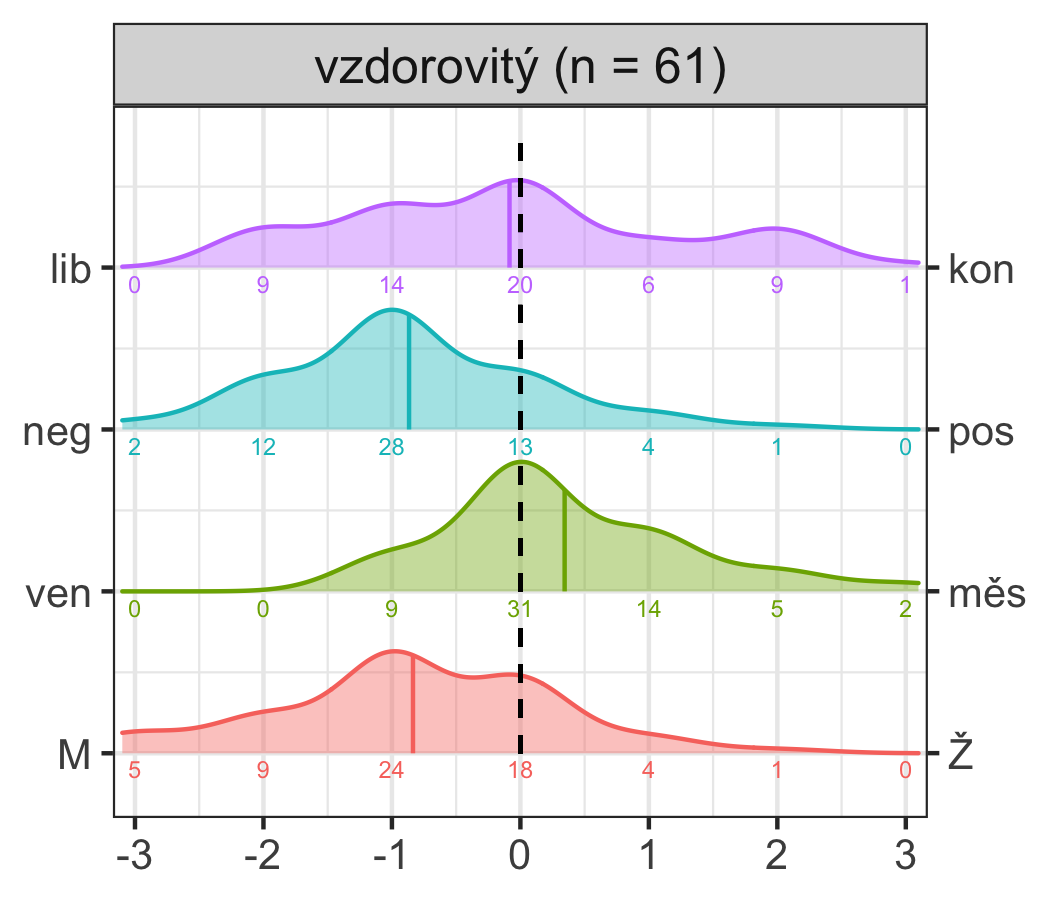 vzdorovitý (n = 61)
lib kon
0 9 14 20 6 9 1
neg pos
2 12 28 13 4 1 0
ven měs
0 0 9 31 14 5 2
M Ž
5 9 24 18 4 1 0
-3 -2 -1 0 1 2 3